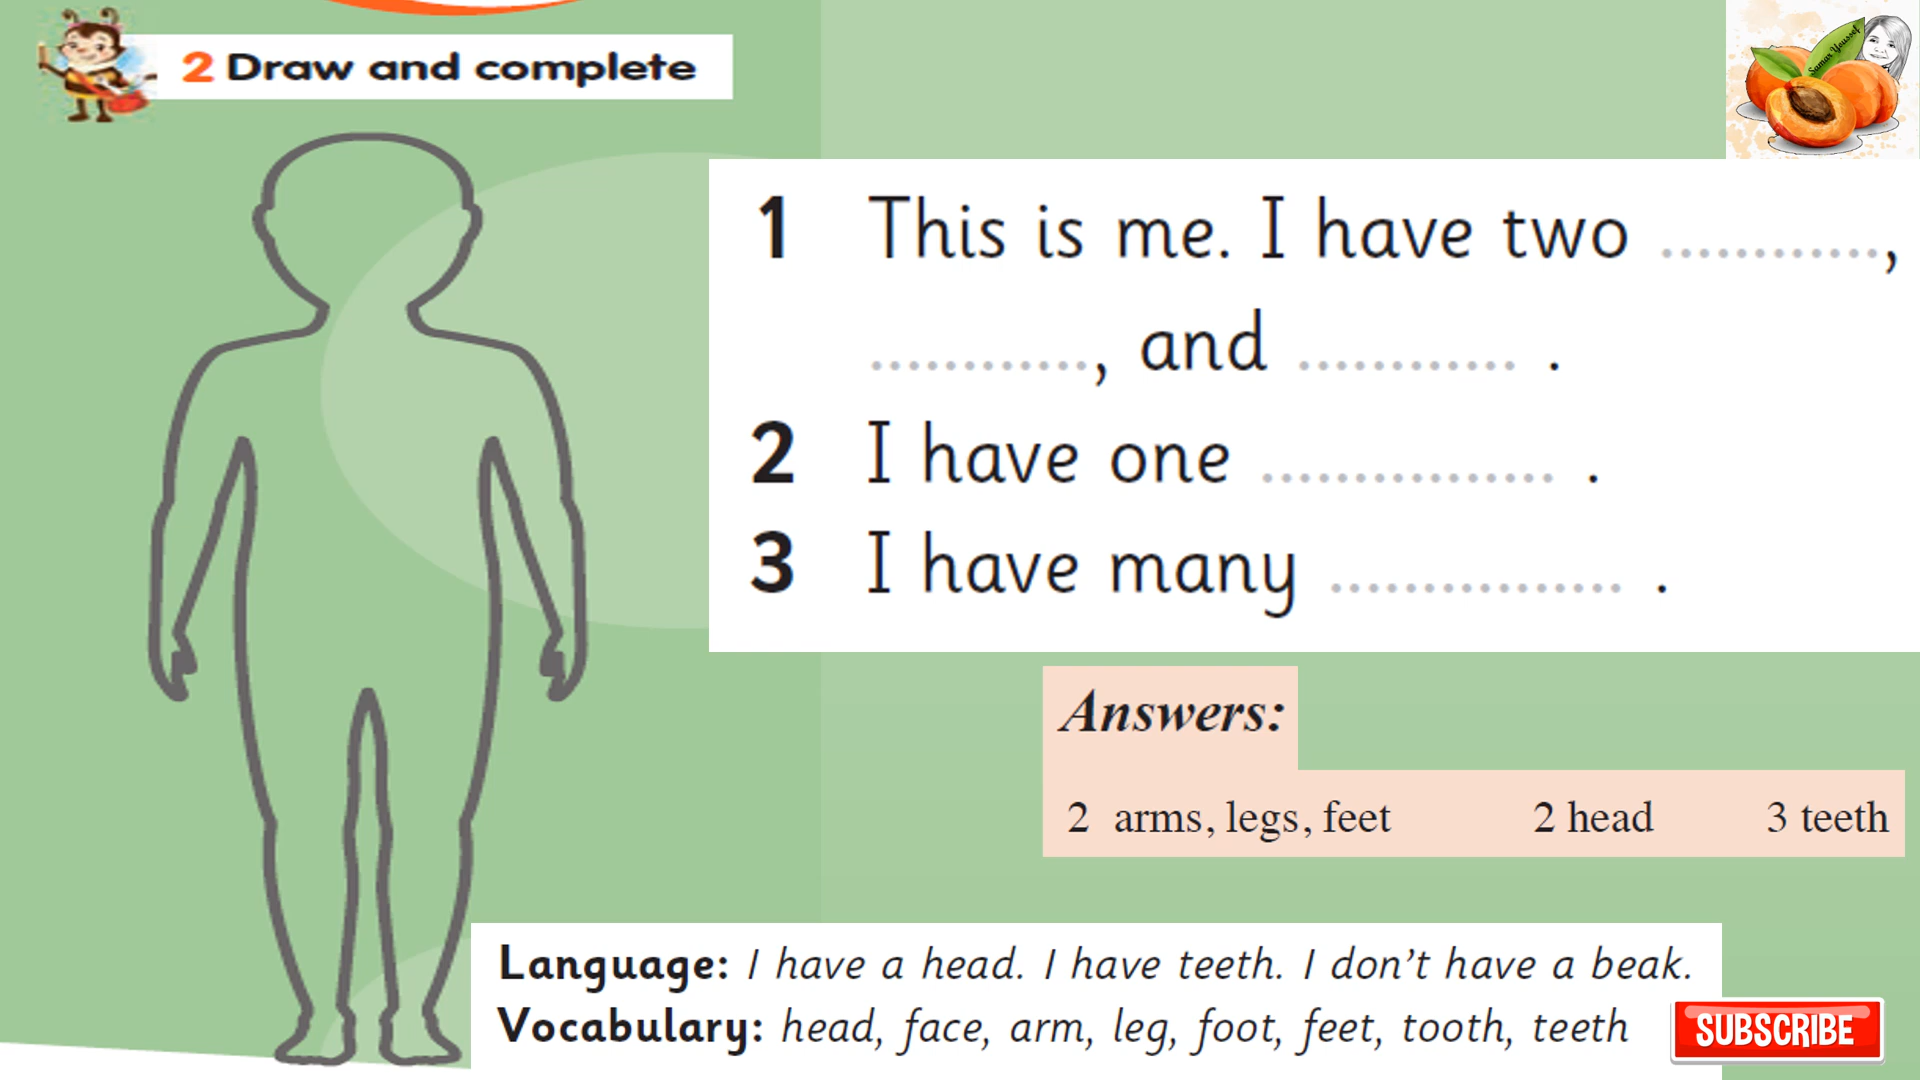 2 Draw and complete
Samar Youssef
1 This is me. I have two ............,
............, and ............ .
2 I have one ................ .
3 I have many ................ .
Answers:
2 arms, legs, feet 2 head 3 teeth
Language: I have a head. I have teeth. I don't have a beak.
Vocabulary: head, face, arm, leg, foot, feet, tooth, teeth
SUBSCRIBE